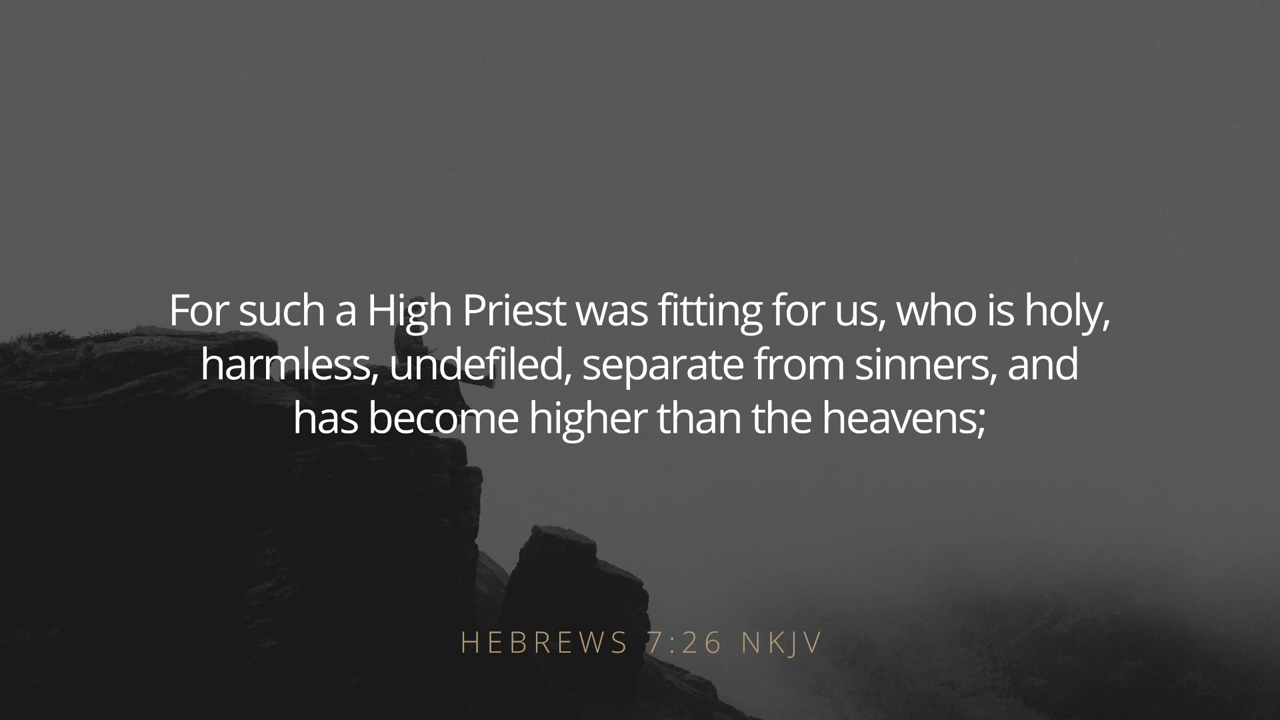 For such a High Priest was fitting for us, who is holy,
harmless, undefiled, separate from sinners, and
has become higher than the heavens;
HEBREWS 7:26 NKJV